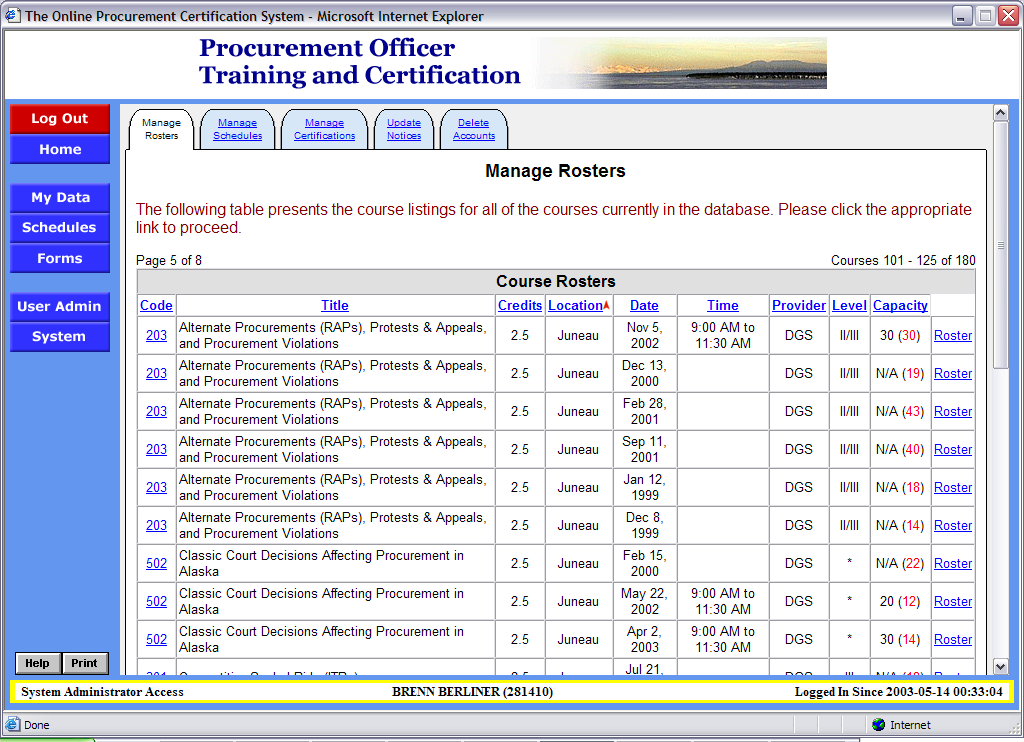 The Online Procurement Certification System - Microsoft Internet Explorer
Procurement Officer
Training and Certification
Log Out
Home
My Data
Schedules
Forms
User Admin
System
Help Print
Manage Rosters
Manage Schedules
Manage Certifications
Update Notices
Delete Accounts
Manage Rosters
The following table presents the course listings for all of the courses currently in the database. Please click the appropriate
link to proceed.
Page 5 of 8 Courses 101 - 125 of 180
Course Rosters
Code Title Credits Location Date Time Provider Level Capacity
203 Alternate Procurements (RAPs), Protests & Appeals, and Procurement Violations 2.5 Juneau Nov 5, 2002 9:00 AM to 11:30 AM DGS II/III 30 (30) Roster
203 Alternate Procurements (RAPs), Protests & Appeals, and Procurement Violations 2.5 Juneau Dec 13, 2000 DGS II/III N/A (19) Roster
203 Alternate Procurements (RAPs), Protests & Appeals, and Procurement Violations 2.5 Juneau Feb 28, 2001 DGS II/III N/A (43) Roster
203 Alternate Procurements (RAPs), Protests & Appeals, and Procurement Violations 2.5 Juneau Sep 11, 2001 DGS II/III N/A (40) Roster
203 Alternate Procurements (RAPs), Protests & Appeals, and Procurement Violations 2.5 Juneau Jan 12, 1999 DGS II/III N/A (18) Roster
203 Alternate Procurements (RAPs), Protests & Appeals, and Procurement Violations 2.5 Juneau Dec 8, 1999 DGS II/III N/A (14) Roster
502 Classic Court Decisions Affecting Procurement in Alaska 2.5 Juneau Feb 15, 2000 DGS * N/A (22) Roster
502 Classic Court Decisions Affecting Procurement in Alaska 2.5 Juneau May 22, 2002 9:00 AM to 11:30 AM DGS * 20 (12) Roster
502 Classic Court Decisions Affecting Procurement in Alaska 2.5 Juneau Apr 2, 2003 9:00 AM to 11:30 AM DGS * 30 (14) Roster
Jul 21,
System Administrator Access BRENN BERLINER (281410) Logged In Since 2003-05-14 00:33:04
Done Internet